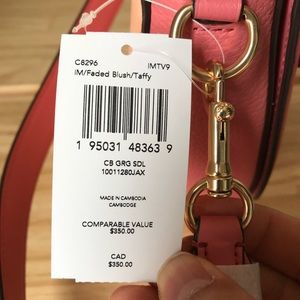 C8296 IMTV9
IM/Faded Blush/Taffy
1 95031 48363 9
CB GRG SDL
10011280JAX
MADE IN CAMBODIA
CAMBODGE
COMPARABLE VALUE
$350.00
CAD
$350.00